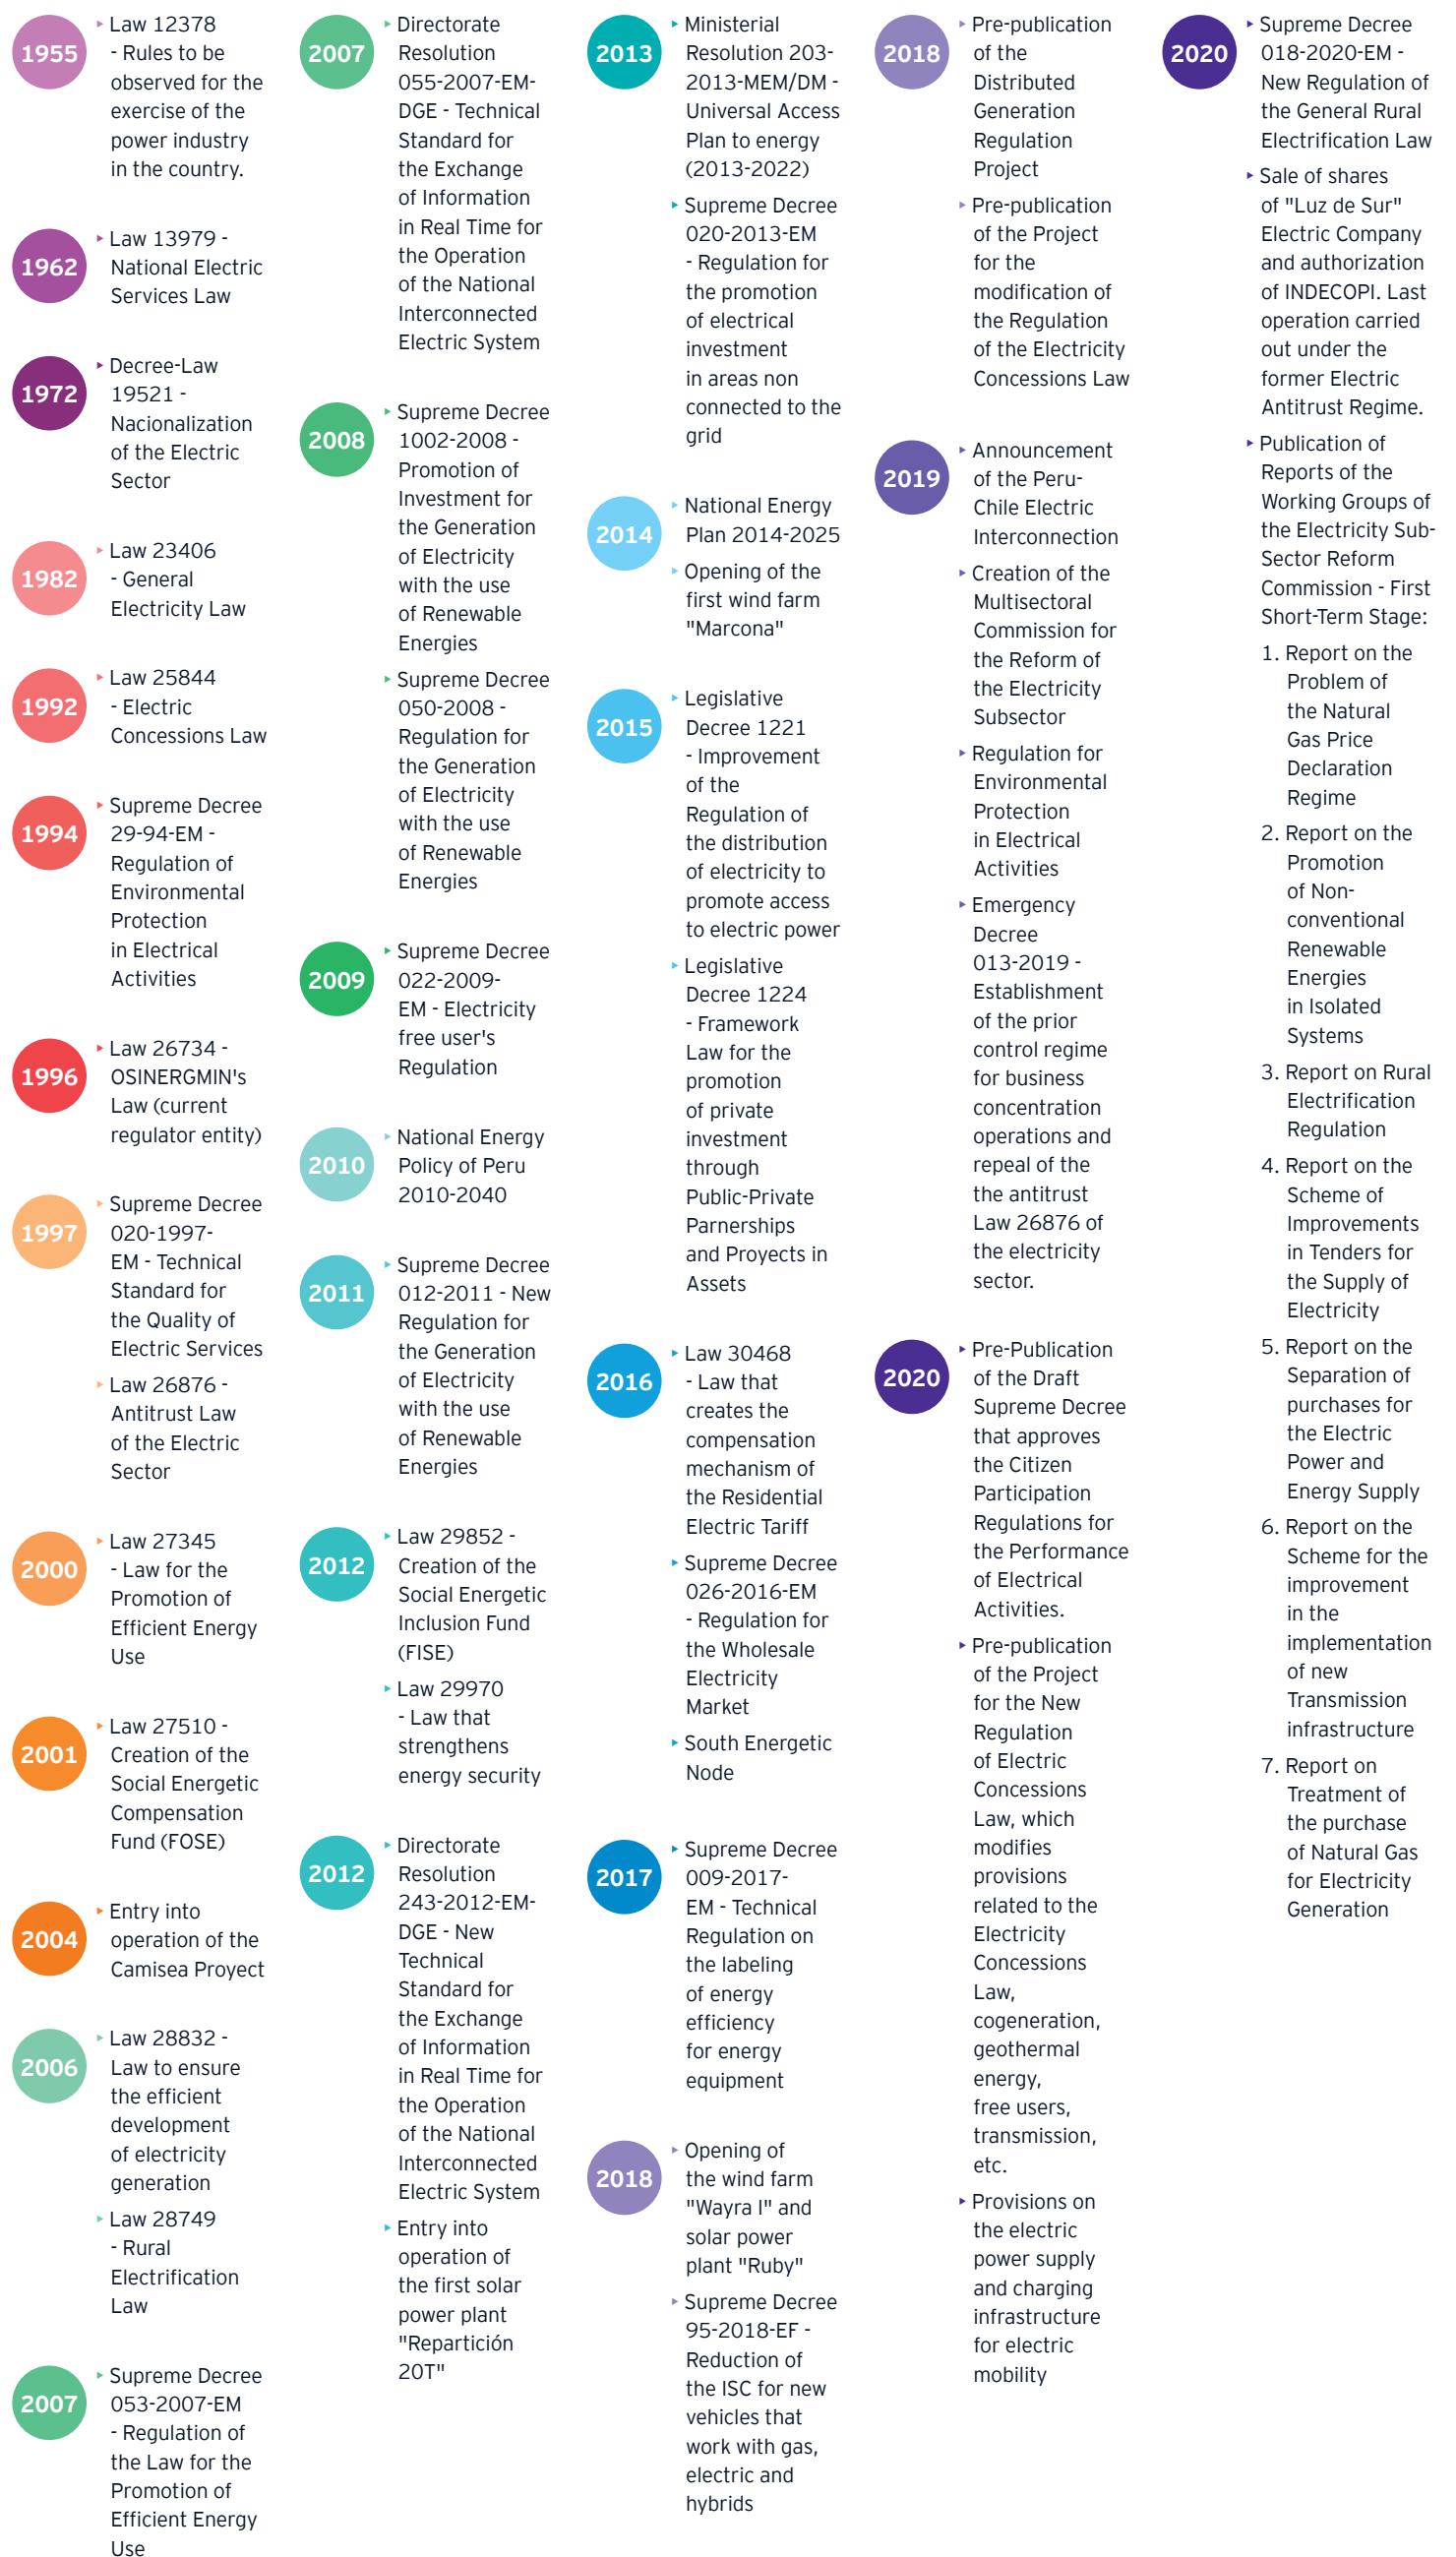 1955
▸ Law 12378
- Rules to be
observed for the
exercise of the
power industry
in the country.
1962
▸ Law 13979 -
National Electric
Services Law
1972
▸ Decree-Law
19521 -
Nacionalization
of the Electric
Sector
1982
▸ Law 23406
- General
Electricity Law
1992
▸ Law 25844
- Electric
Concessions Law
1994
▸ Supreme Decree
29-94-EM -
Regulation of
Environmental
Protection
in Electrical
Activities
1996
▸ Law 26734 -
OSINERGMIN's
Law (current
regulator entity)
1997
▸ Supreme Decree
020-1997-
EM - Technical
Standard for
the Quality of
Electric Services
▸ Law 26876 -
Antitrust Law
of the Electric
Sector
2000
▸ Law 27345
- Law for the
Promotion of
Efficient Energy
Use
2001
▸ Law 27510 -
Creation of the
Social Energetic
Compensation
Fund (FOSE)
2004
▸ Entry into
operation of the
Camisea Proyect
2006
▸ Law 28832 -
Law to ensure
the efficient
development
of electricity
generation
▸ Law 28749
- Rural
Electrification
Law
2007
▸ Supreme Decree
053-2007-EM
- Regulation of
the Law for the
Promotion of
Efficient Energy
Use
2007
▸ Directorate
Resolution
055-2007-EM-
DGE - Technical
Standard for
the Exchange
of Information
in Real Time for
the Operation
of the National
Interconnected
Electric System
2008
▸ Supreme Decree
1002-2008 -
Promotion of
Investment for
the Generation
of Electricity
with the use
of Renewable
Energies
▸ Supreme Decree
050-2008 -
Regulation for
the Generation
of Electricity
with the use
of Renewable
Energies
2009
▸ Supreme Decree
022-2009-
EM - Electricity
free user's
Regulation
2010
▸ National Energy
Policy of Peru
2010-2040
2011
▸ Supreme Decree
012-2011 - New
Regulation for
the Generation
of Electricity
with the use
of Renewable
Energies
2012
▸ Law 29852 -
Creation of the
Social Energetic
Inclusion Fund
(FISE)
▸ Law 29970
- Law that
strengthens
energy security
2012
▸ Directorate
Resolution
243-2012-EM-
DGE - New
Technical
Standard for
the Exchange
of Information
in Real Time for
the Operation
of the National
Interconnected
Electric System
▸ Entry into
operation of
the first solar
power plant
"Repartición
20T"
2013
▸ Ministerial
Resolution 203-
2013-MEM/DM -
Universal Access
Plan to energy
(2013-2022)
▸ Supreme Decree
020-2013-EM
- Regulation for
the promotion
of electrical
investment
in areas non
connected to the
grid
2014
▸ National Energy
Plan 2014-2025
▸ Opening of the
first wind farm
"Marcona"
2015
▸ Legislative
Decree 1221
- Improvement
of the
Regulation of
the distribution
of electricity to
promote access
to electric power
▸ Legislative
Decree 1224
- Framework
Law for the
promotion
of private
investment
through
Public-Private
Parnerships
and Proyects in
Assets
2016
▸ Law 30468
- Law that
creates the
compensation
mechanism of
the Residential
Electric Tariff
▸ Supreme Decree
026-2016-EM
- Regulation for
the Wholesale
Electricity
Market
▸ South Energetic
Node
2017
▸ Supreme Decree
009-2017-
EM - Technical
Regulation on
the labeling
of energy
efficiency
for energy
equipment
2018
▸ Opening of
the wind farm
"Wayra I" and
solar power
plant "Ruby"
▸ Supreme Decree
95-2018-EF -
Reduction of
the ISC for new
vehicles that
work with gas,
electric and
hybrids
2018
▸ Pre-publication
of the
Distributed
Generation
Regulation
Project
▸ Pre-publication
of the Project
for the
modification of
the Regulation
of the Electricity
Concessions Law
2019
▸ Announcement
of the Peru-
Chile Electric
Interconnection
▸ Creation of the
Multisectoral
Commission for
the Reform of
the Electricity
Subsector
▸ Regulation for
Environmental
Protection
in Electrical
Activities
▸ Emergency
Decree
013-2019 -
Establishment
of the prior
control regime
for business
concentration
operations and
repeal of the
the antitrust
Law 26876 of
the electricity
sector.
2020
▸ Pre-Publication
of the Draft
Supreme Decree
that approves
the Citizen
Participation
Regulations for
the Performance
of Electrical
Activities.
▸ Pre-publication
of the Project
for the New
Regulation
of Electric
Concessions
Law, which
modifies
provisions
related to the
Electricity
Concessions
Law,
cogeneration,
geothermal
energy,
free users,
transmission,
etc.
▸ Provisions on
the electric
power supply
and charging
infrastructure
for electric
mobility
2020
▸ Supreme Decree
018-2020-EM -
New Regulation of
the General Rural
Electrification Law
▸ Sale of shares
of "Luz de Sur"
Electric Company
and authorization
of INDECOPI. Last
operation carried
out under the
former Electric
Antitrust Regime.
▸ Publication of
Reports of the
Working Groups of
the Electricity Sub-
Sector Reform
Commission - First
Short-Term Stage:
1. Report on the
Problem of
the Natural
Gas Price
Declaration
Regime
2. Report on the
Promotion
of Non-
conventional
Renewable
Energies
in Isolated
Systems
3. Report on Rural
Electrification
Regulation
4. Report on the
Scheme of
Improvements
in Tenders for
the Supply of
Electricity
5. Report on the
Separation of
purchases for
the Electric
Power and
Energy Supply
6. Report on the
Scheme for the
improvement
in the
implementation
of new
Transmission
infrastructure
7. Report on
Treatment of
the purchase
of Natural Gas
for Electricity
Generation